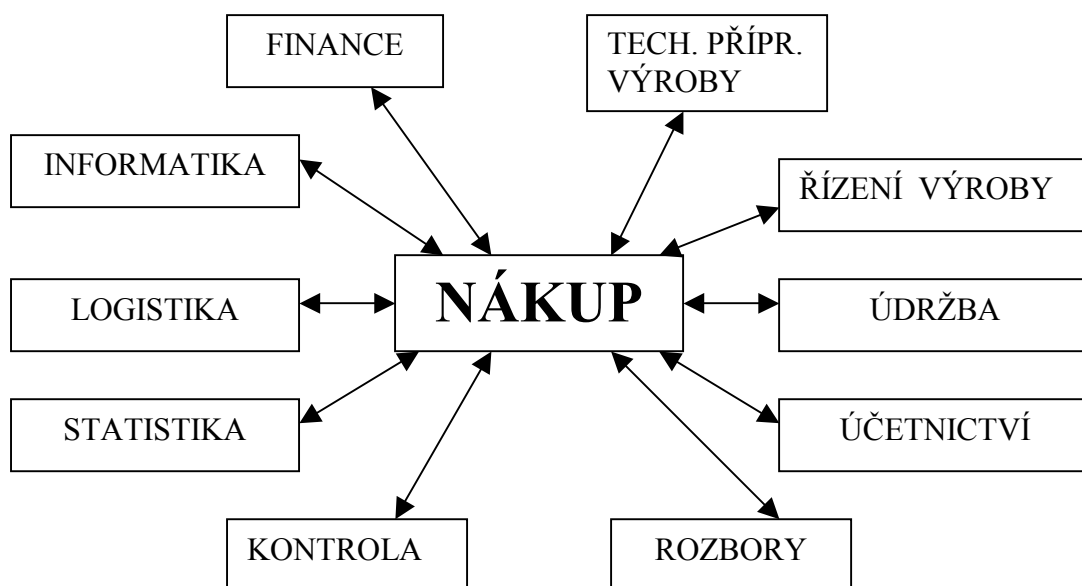 FINANCE
TECH. PŘÍPR.
VÝROBY
INFORMATIKA
ŘÍZENÍ VÝROBY
NÁKUP
LOGISTIKA
ÚDRŽBA
STATISTIKA
ÚČETNICTVÍ
KONTROLA
ROZBORY